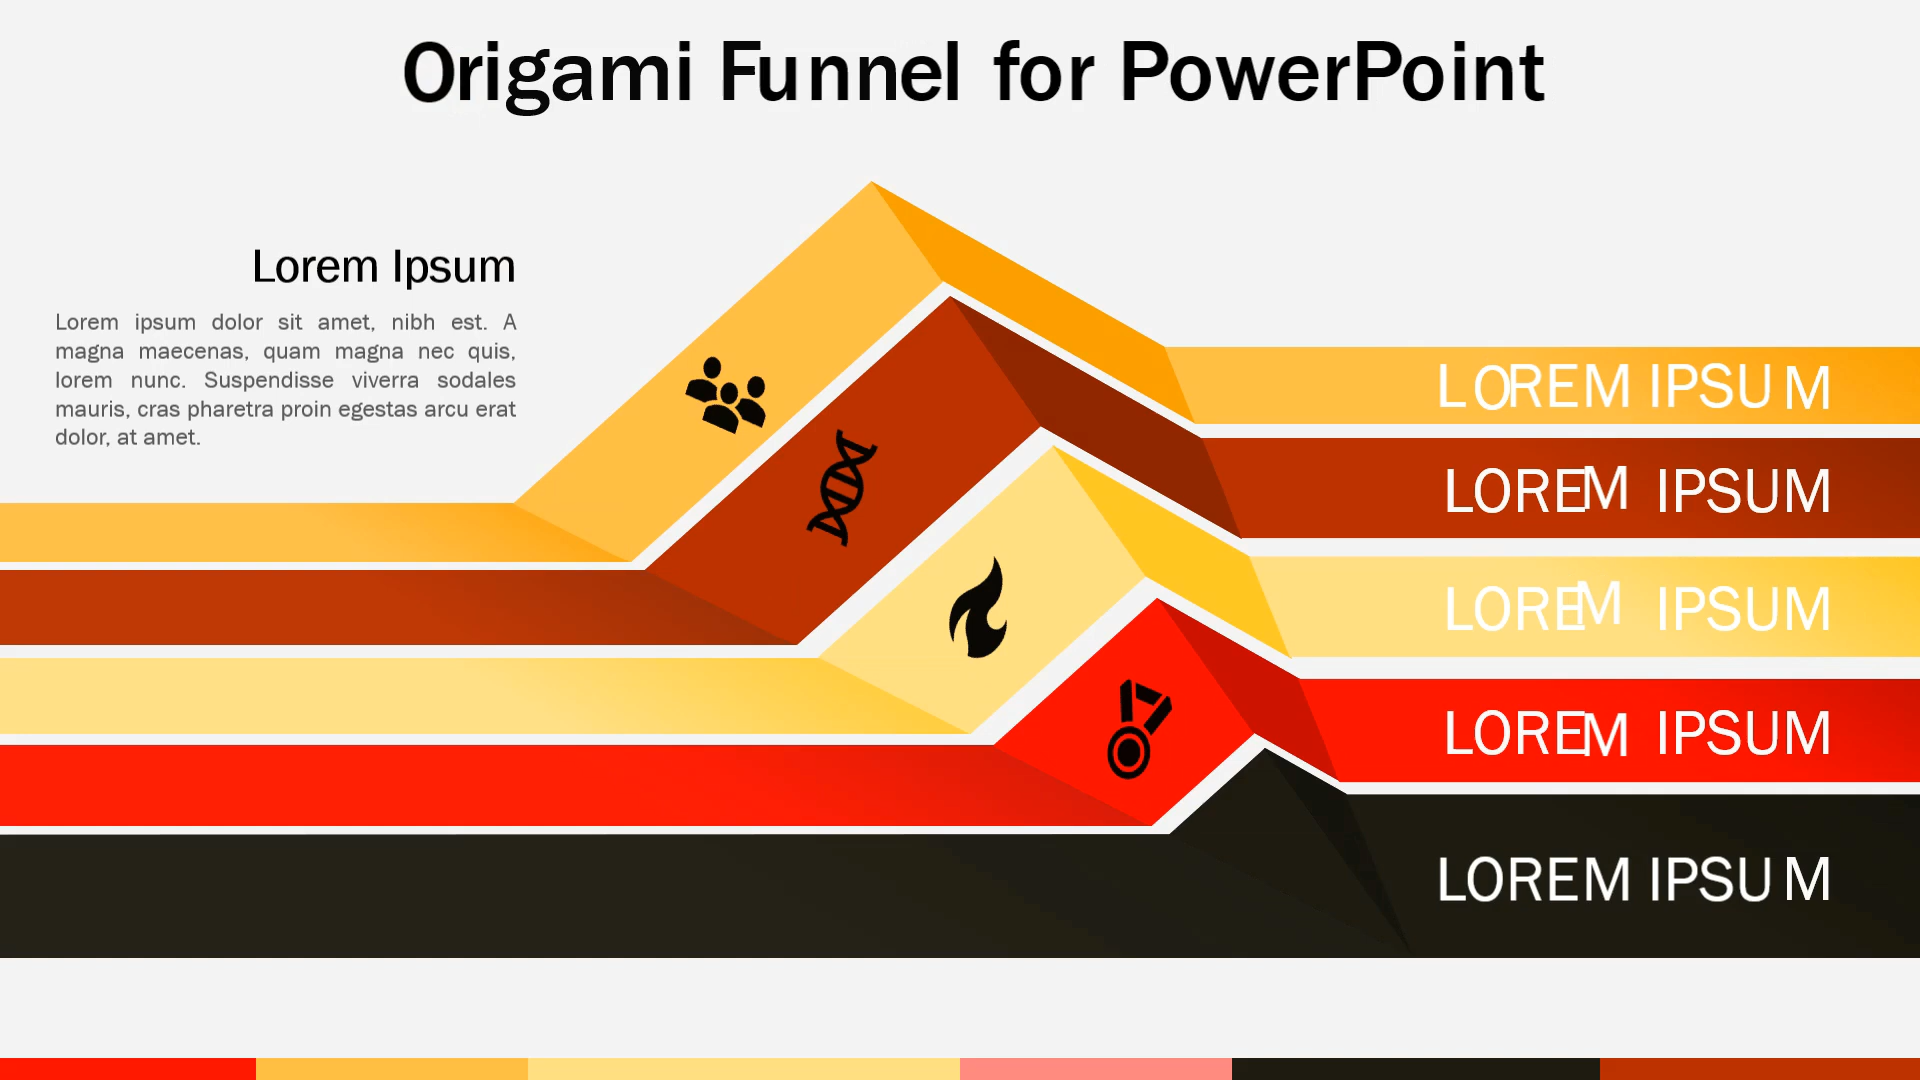 Origami Funnel for PowerPoint
Lorem Ipsum
Lorem ipsum dolor sit amet, nibh est. A
magna maecenas, quam magna nec quis,
lorem nunc. Suspendisse viverra sodales
mauris, cras pharetra proin egestas arcu erat
dolor, at amet.
LOREM IPSUM
LOREM IPSUM
LOREM IPSUM
LOREM IPSUM
LOREM IPSUM